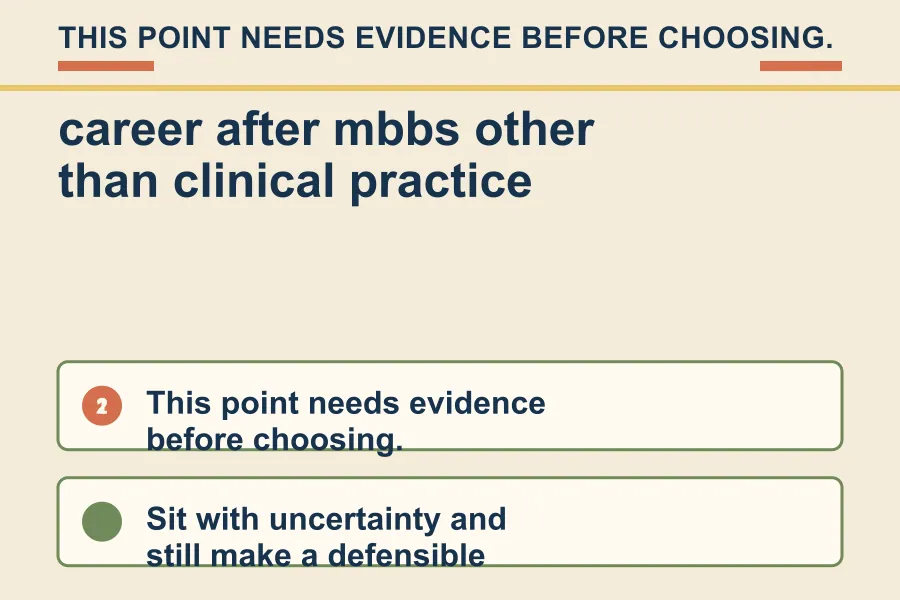 THIS POINT NEEDS EVIDENCE BEFORE CHOOSING.
career after mbbs other
than clinical practice
2 This point needs evidence
before choosing.
Sit with uncertainty and
still make a defensible